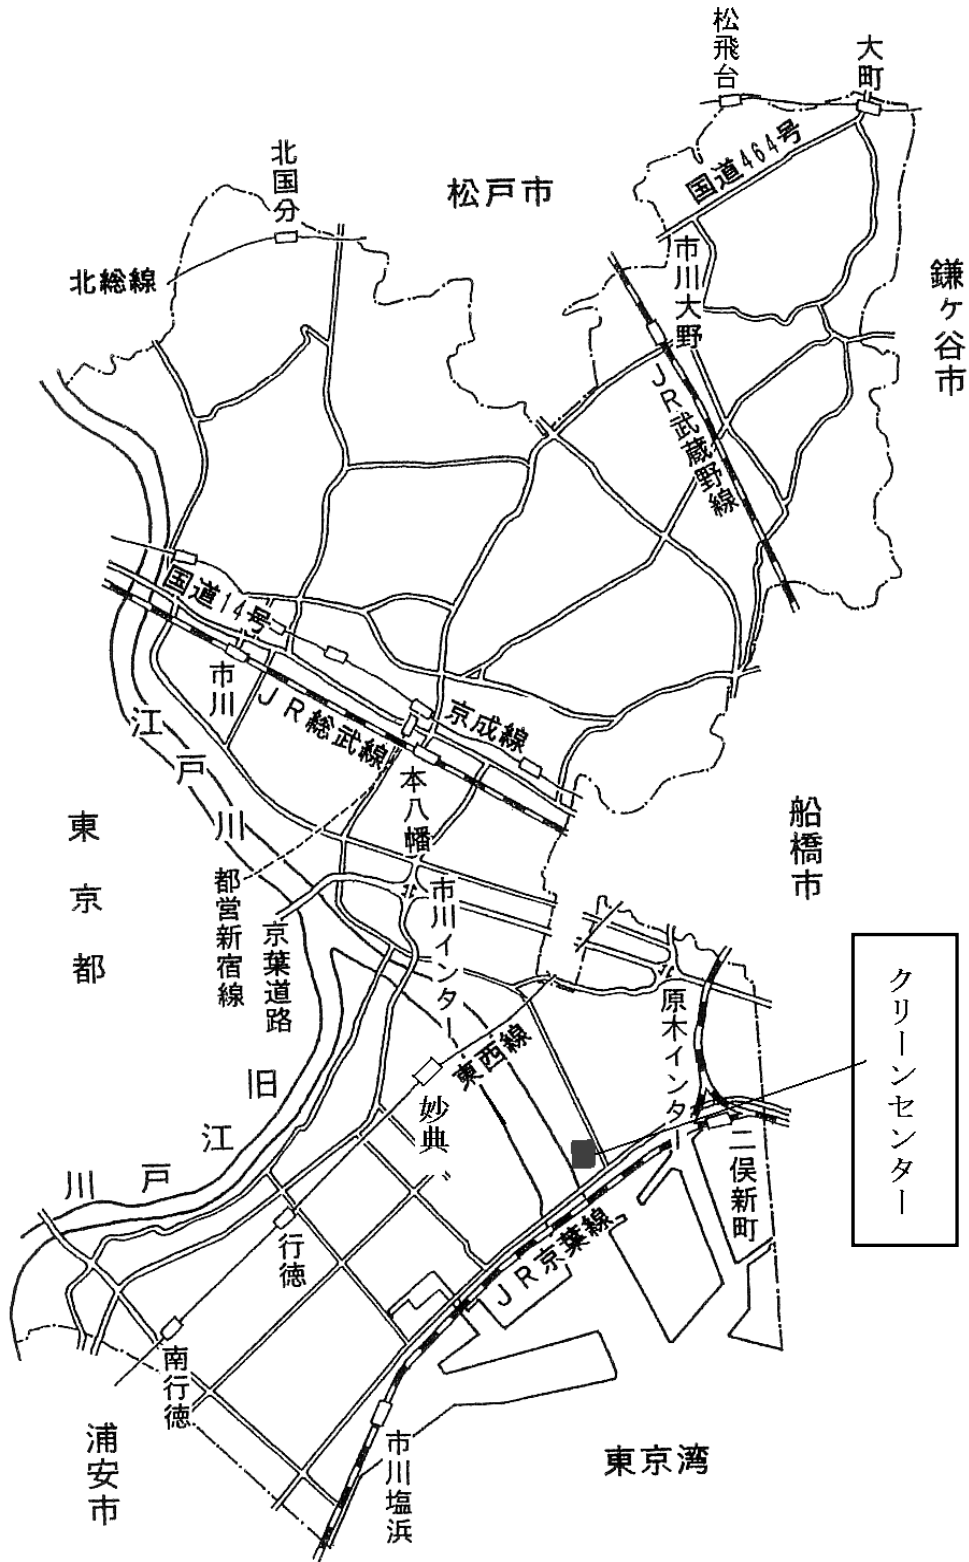 松飛台
大町
国道464号
北国分
松戸市
北総線
市川大野
鎌ヶ谷市
JR武蔵野線
国道14号
市川
JR総武線
京成線
本八幡
江戸川
東京都
船橋市
都営新宿線
京葉道路
市川インター
原木インター
クリーンセンター
東西線
妙典
旧江戸川
二俣新町
行徳
JR京葉線
南行徳
浦安市
市川塩浜
東京湾